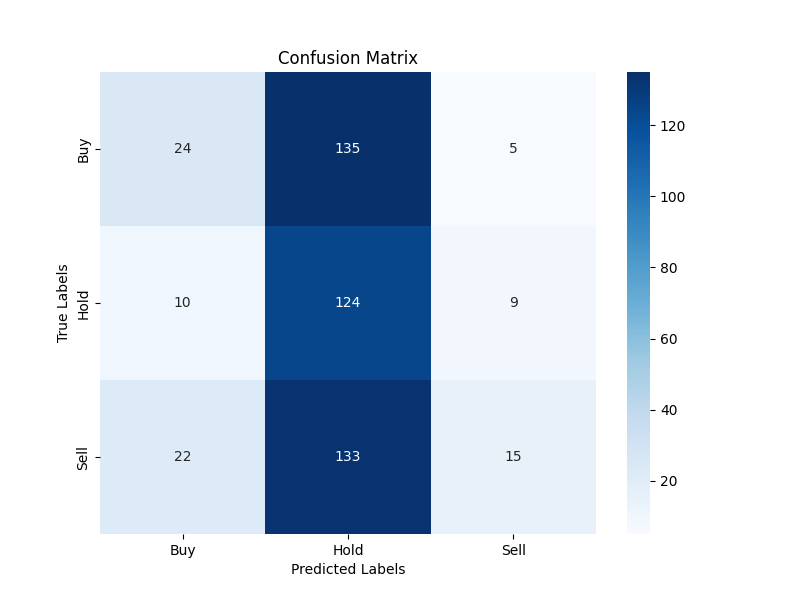 Confusion Matrix
True Labels
Buy
24 135 5
Hold
10 124 9
Sell
22 133 15
Buy Hold Sell
Predicted Labels
120
100
80
60
40
20